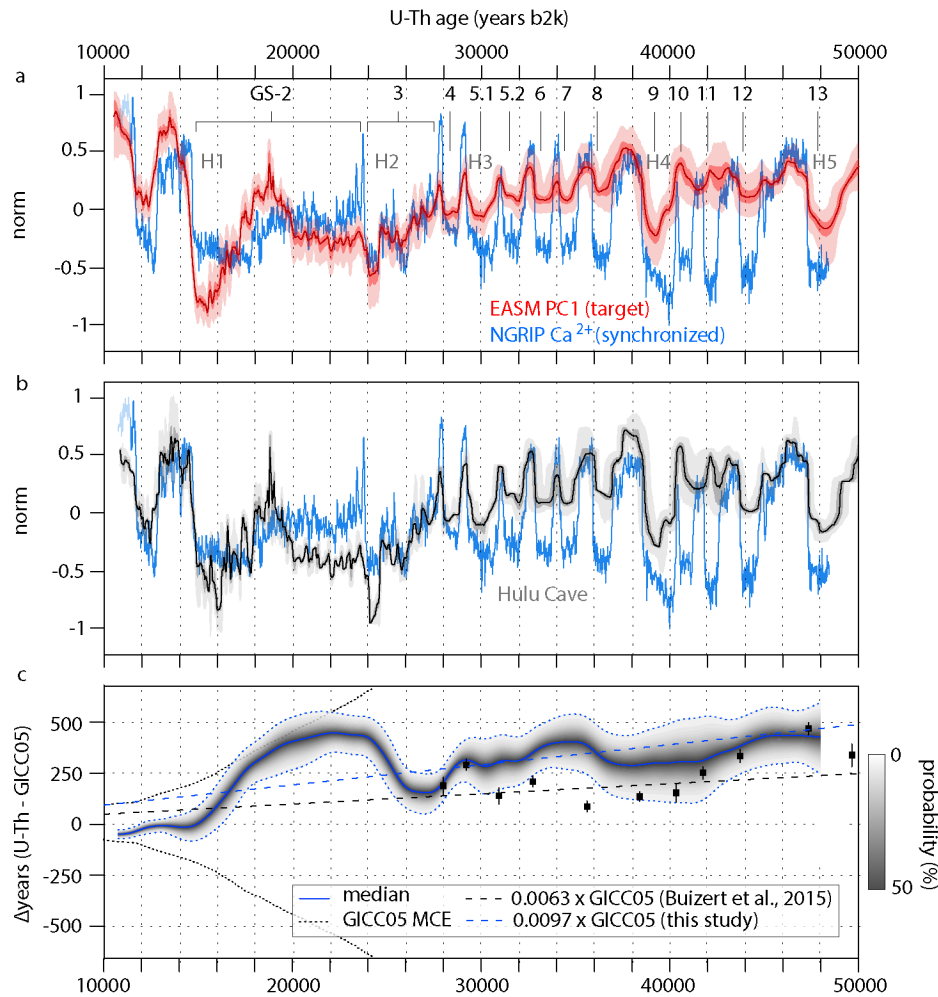 U-Th age (years b2k)
10000 20000 30000 40000 50000
a
1
0.5
0
-0.5
-1
norm
GS-2 3 4 5.1 5.2 6 7 8 9 10 11 12 13
H1 H2 H3 H4 H5
EASM PC1 (target)
NGRIP Ca 2+ (synchronized)
b
1
0.5
0
-0.5
-1
norm
Hulu Cave
c
500
250
0
-250
-500
Δyears (U-Th - GICC05)
median
GICC05 MCE
0.0063 x GICC05 (Buizert et al., 2015)
0.0097 x GICC05 (this study)
0
50
probability (%)
10000 20000 30000 40000 50000